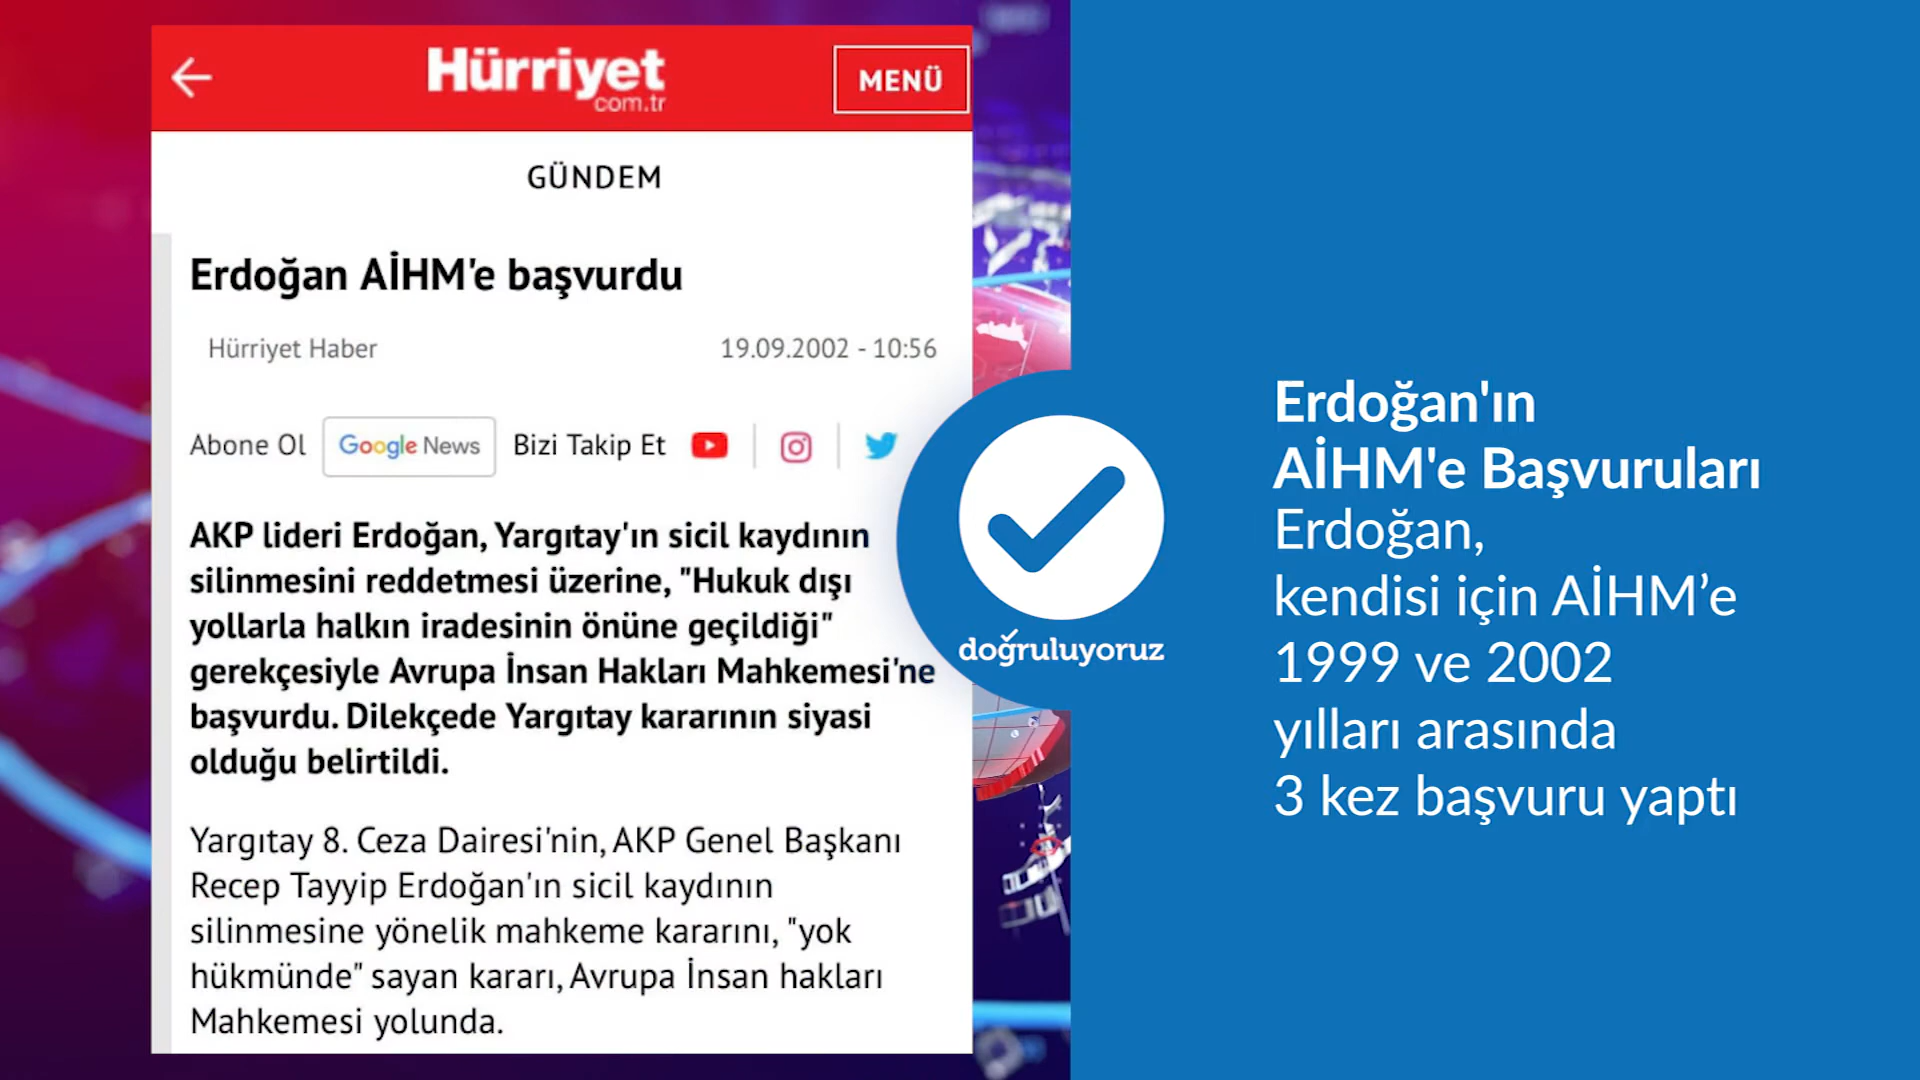 Hürriyet
com.tr
MENÜ
GÜNDEM
Erdoğan AİHM'e başvurdu
Hürriyet Haber
19.09.2002 - 10:56
Abone Ol
Google News
Bizi Takip Et
AKP lideri Erdoğan, Yargıtay'ın sicil kaydının
silinmesini reddetmesi üzerine, "Hukuk dışı
yollarla halkın iradesinin önüne geçildiği"
gerekçesiyle Avrupa İnsan Hakları Mahkemesi'ne
başvurdu. Dilekçede Yargıtay kararının siyasi
olduğu belirtildi.
Yargıtay 8. Ceza Dairesi'nin, AKP Genel Başkanı
Recep Tayyip Erdoğan'ın sicil kaydının
silinmesine yönelik mahkeme kararını, "yok
hükmünde" sayan kararı, Avrupa İnsan hakları
Mahkemesi yolunda.
doğruluyoruz
Erdoğan'ın
AİHM'e Başvuruları
Erdoğan,
kendisi için AİHM’e
1999 ve 2002
yılları arasında
3 kez başvuru yaptı